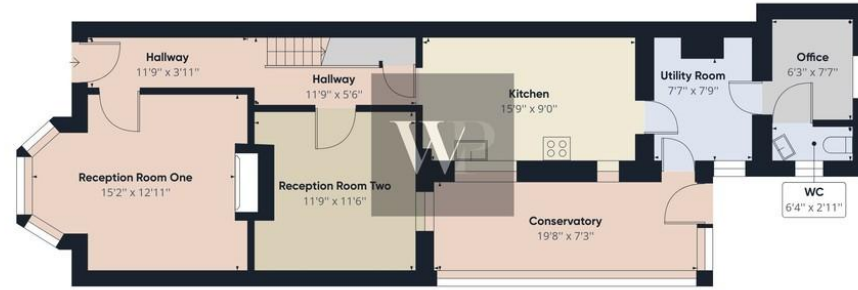 Hallway
11'9" x 3'11"
Hallway
11'9" x 5'6"
Kitchen
15'9" x 9'0"
Utility Room
7'7" x 7'9"
Office
6'3" x 7'7"
Reception Room One
15'2" x 12'11"
Reception Room Two
11'9" x 11'6"
Conservatory
19'8" x 7'3"
WC
6'4" x 2'11"
WP